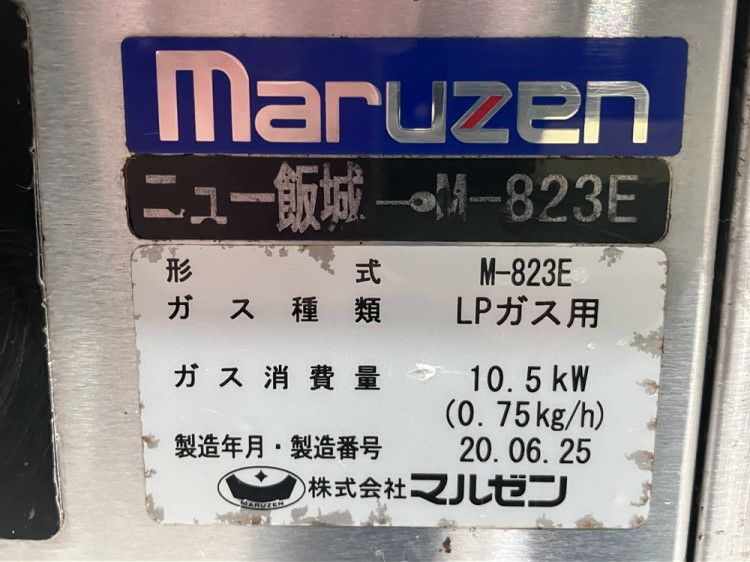 maruzen
ニュー飯城 M-823E
形式 M-823E
ガス種類 LPガス用
ガス消費量 10.5kW
(0.75kg/h)
製造年月・製造番号 20.06.25
MARUZEN 株式会社マルゼン